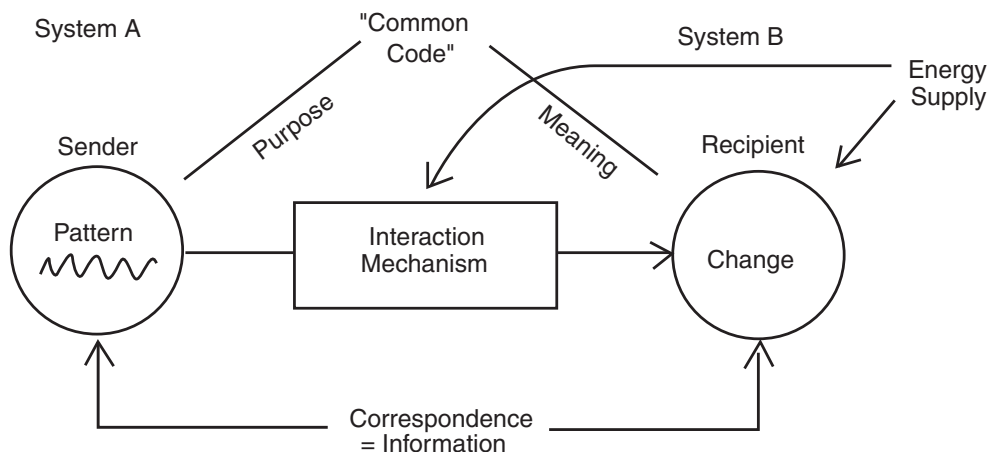 System A
"Common
Code"
System B
Energy
Supply
Purpose
Meaning
Sender
Recipient
Pattern
Interaction
Mechanism
Change
Correspondence
= Information